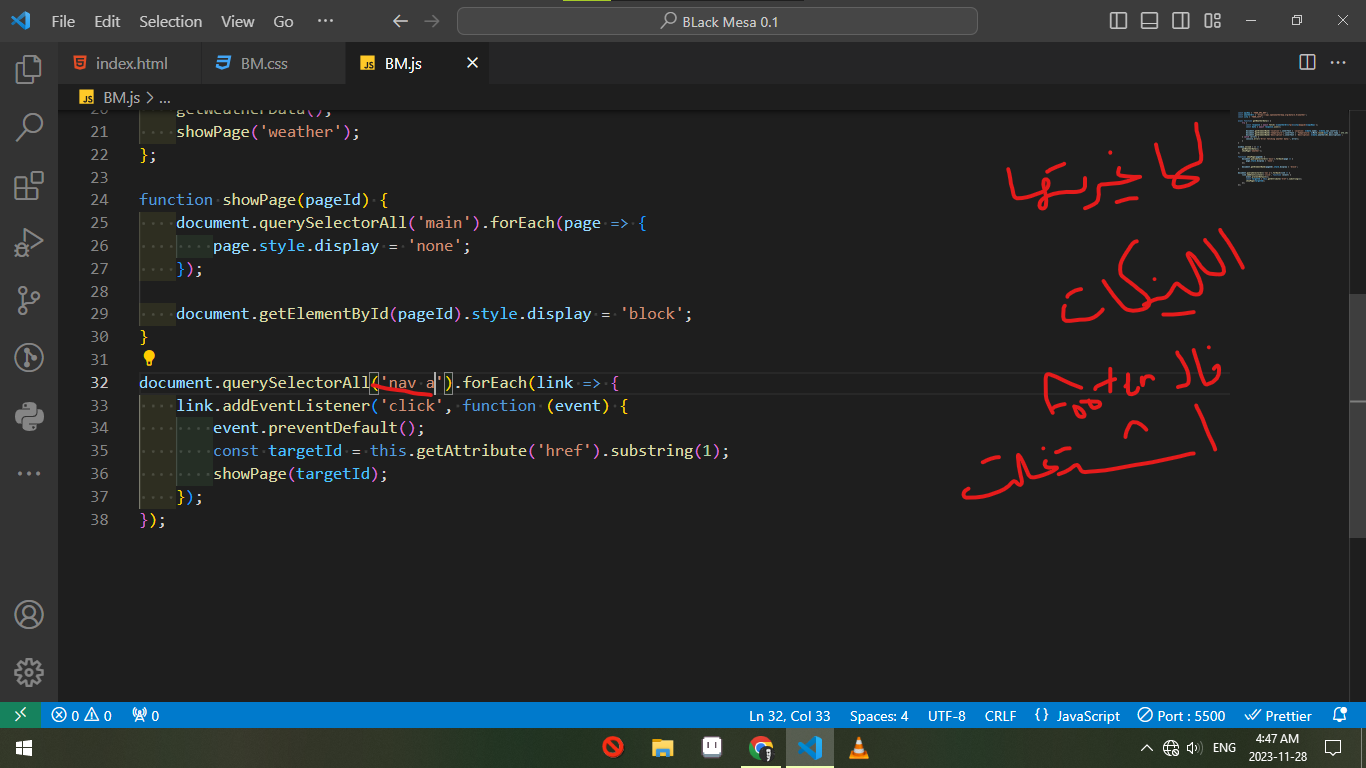 File Edit Selection View Go ···
BLack Mesa 0.1
index.html
BM.css
JS BM.js
JS BM.js > ...
20 getWeatherData();
21 showPage('weather');
22 };
23
24 function showPage(pageId) {
25 document.querySelectorAll('main').forEach(page => {
26 page.style.display = 'none';
27 });
28
29 document.getElementById(pageId).style.display = 'block';
30 }
31
32 document.querySelectorAll('nav a').forEach(link => {
33 link.addEventListener('click', function (event) {
34 event.preventDefault();
35 const targetId = this.getAttribute('href').substring(1);
36 showPage(targetId);
37 });
38 });
لما خيرتها
footer بال
0 0 0
Ln 32, Col 33 Spaces: 4 UTF-8 CRLF {} JavaScript Port : 5500 Prettier
ENG
4:47 AM
2023-11-28